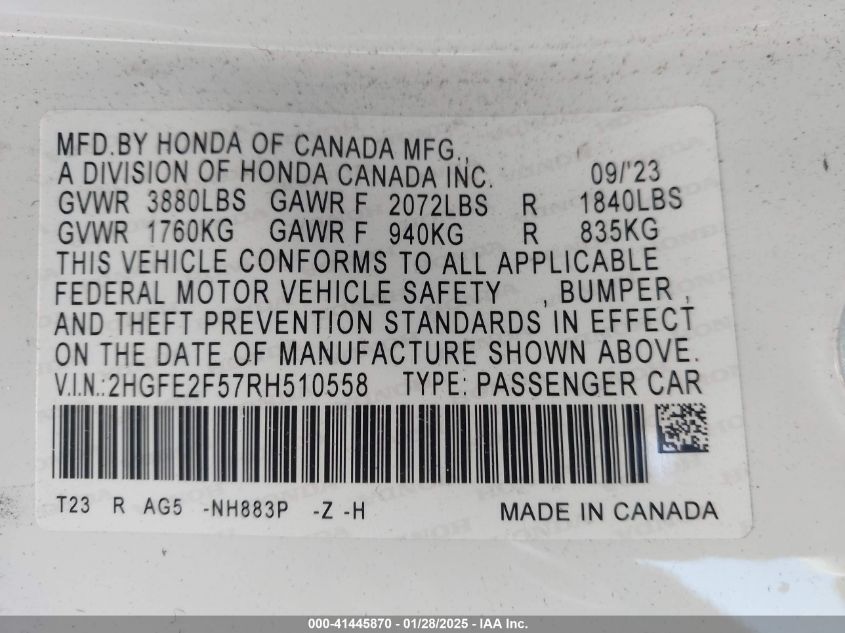 MFD.BY HONDA OF CANADA MFG.,
A DIVISION OF HONDA CANADA INC. 09/'23
GVWR 3880LBS GAWR F 2072LBS R 1840LBS
GVWR 1760KG GAWR F 940KG R 835KG
THIS VEHICLE CONFORMS TO ALL APPLICABLE
FEDERAL MOTOR VEHICLE SAFETY , BUMPER ,
AND THEFT PREVENTION STANDARDS IN EFFECT
ON THE DATE OF MANUFACTURE SHOWN ABOVE.
V.I.N.:2HGFE2F57RH510558 TYPE: PASSENGER CAR
T23 R AG5 -NH883P -Z -H MADE IN CANADA
000-41445870 - 01/28/2025 - IAA Inc.